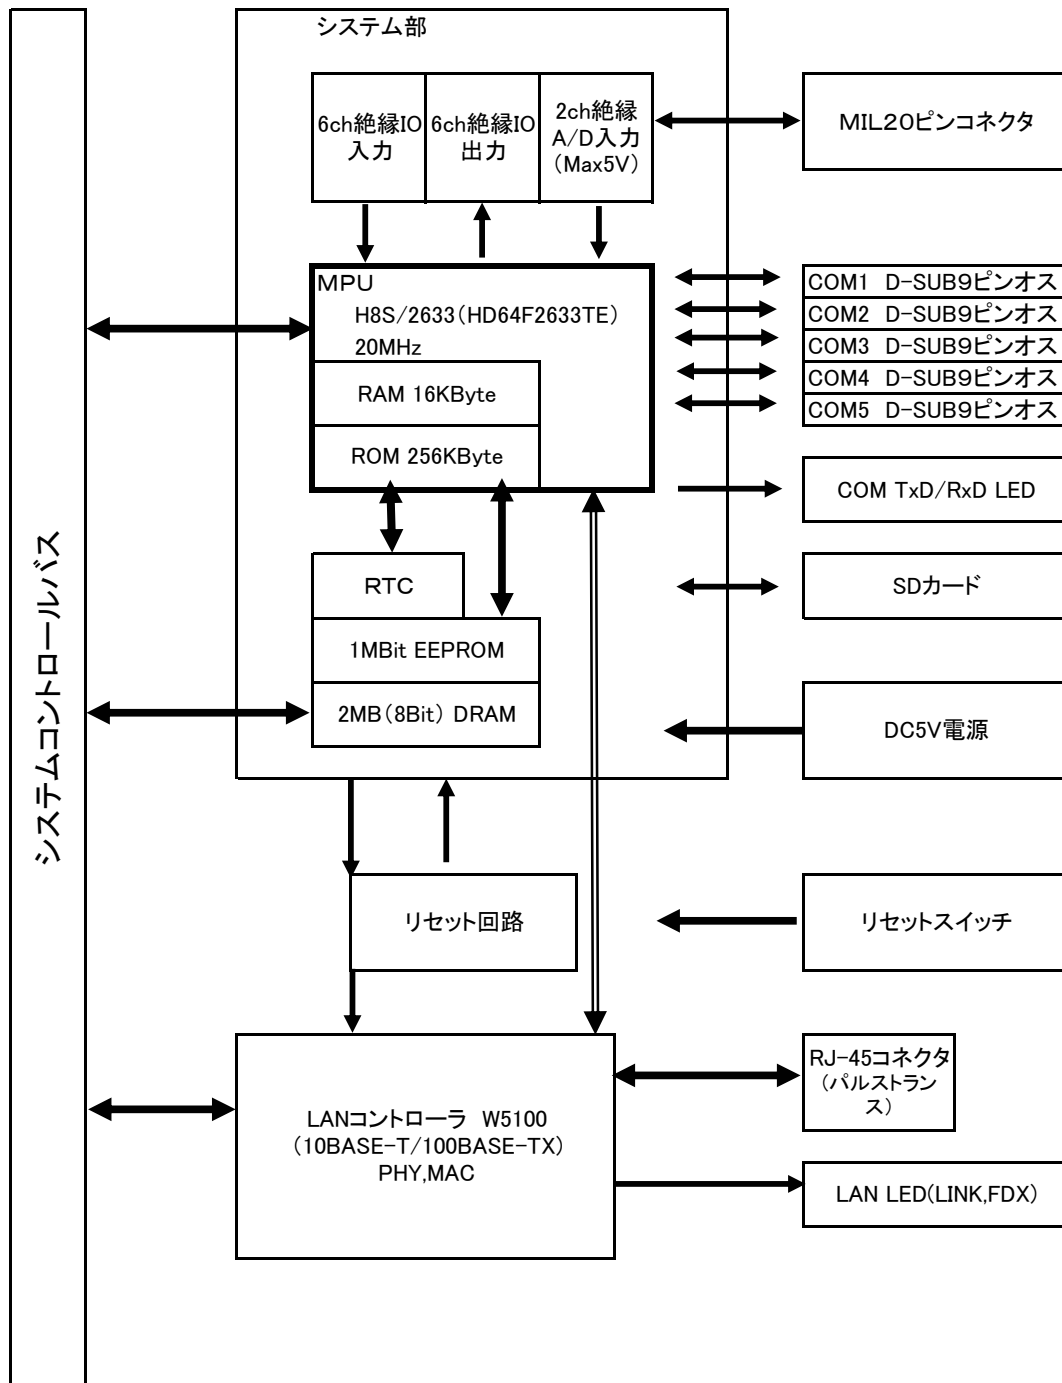 システム部
6ch絶縁IO
入力
6ch絶縁IO
出力
2ch絶縁
A/D入力
(Max5V)
MIL20ピンコネクタ
MPU
H8S/2633(HD64F2633TE)
20MHz
RAM 16KByte
ROM 256KByte
COM1 D-SUB9ピンオス
COM2 D-SUB9ピンオス
COM3 D-SUB9ピンオス
COM4 D-SUB9ピンオス
COM5 D-SUB9ピンオス
COM TxD/RxD LED
RTC
SDカード
1MBit EEPROM
2MB(8Bit) DRAM
DC5V電源
システムコントロールバス
リセット回路
リセットスイッチ
LANコントローラ W5100
(10BASE-T/100BASE-TX)
PHY,MAC
RJ-45コネクタ
(パルストラン
ス)
LAN LED(LINK,FDX)